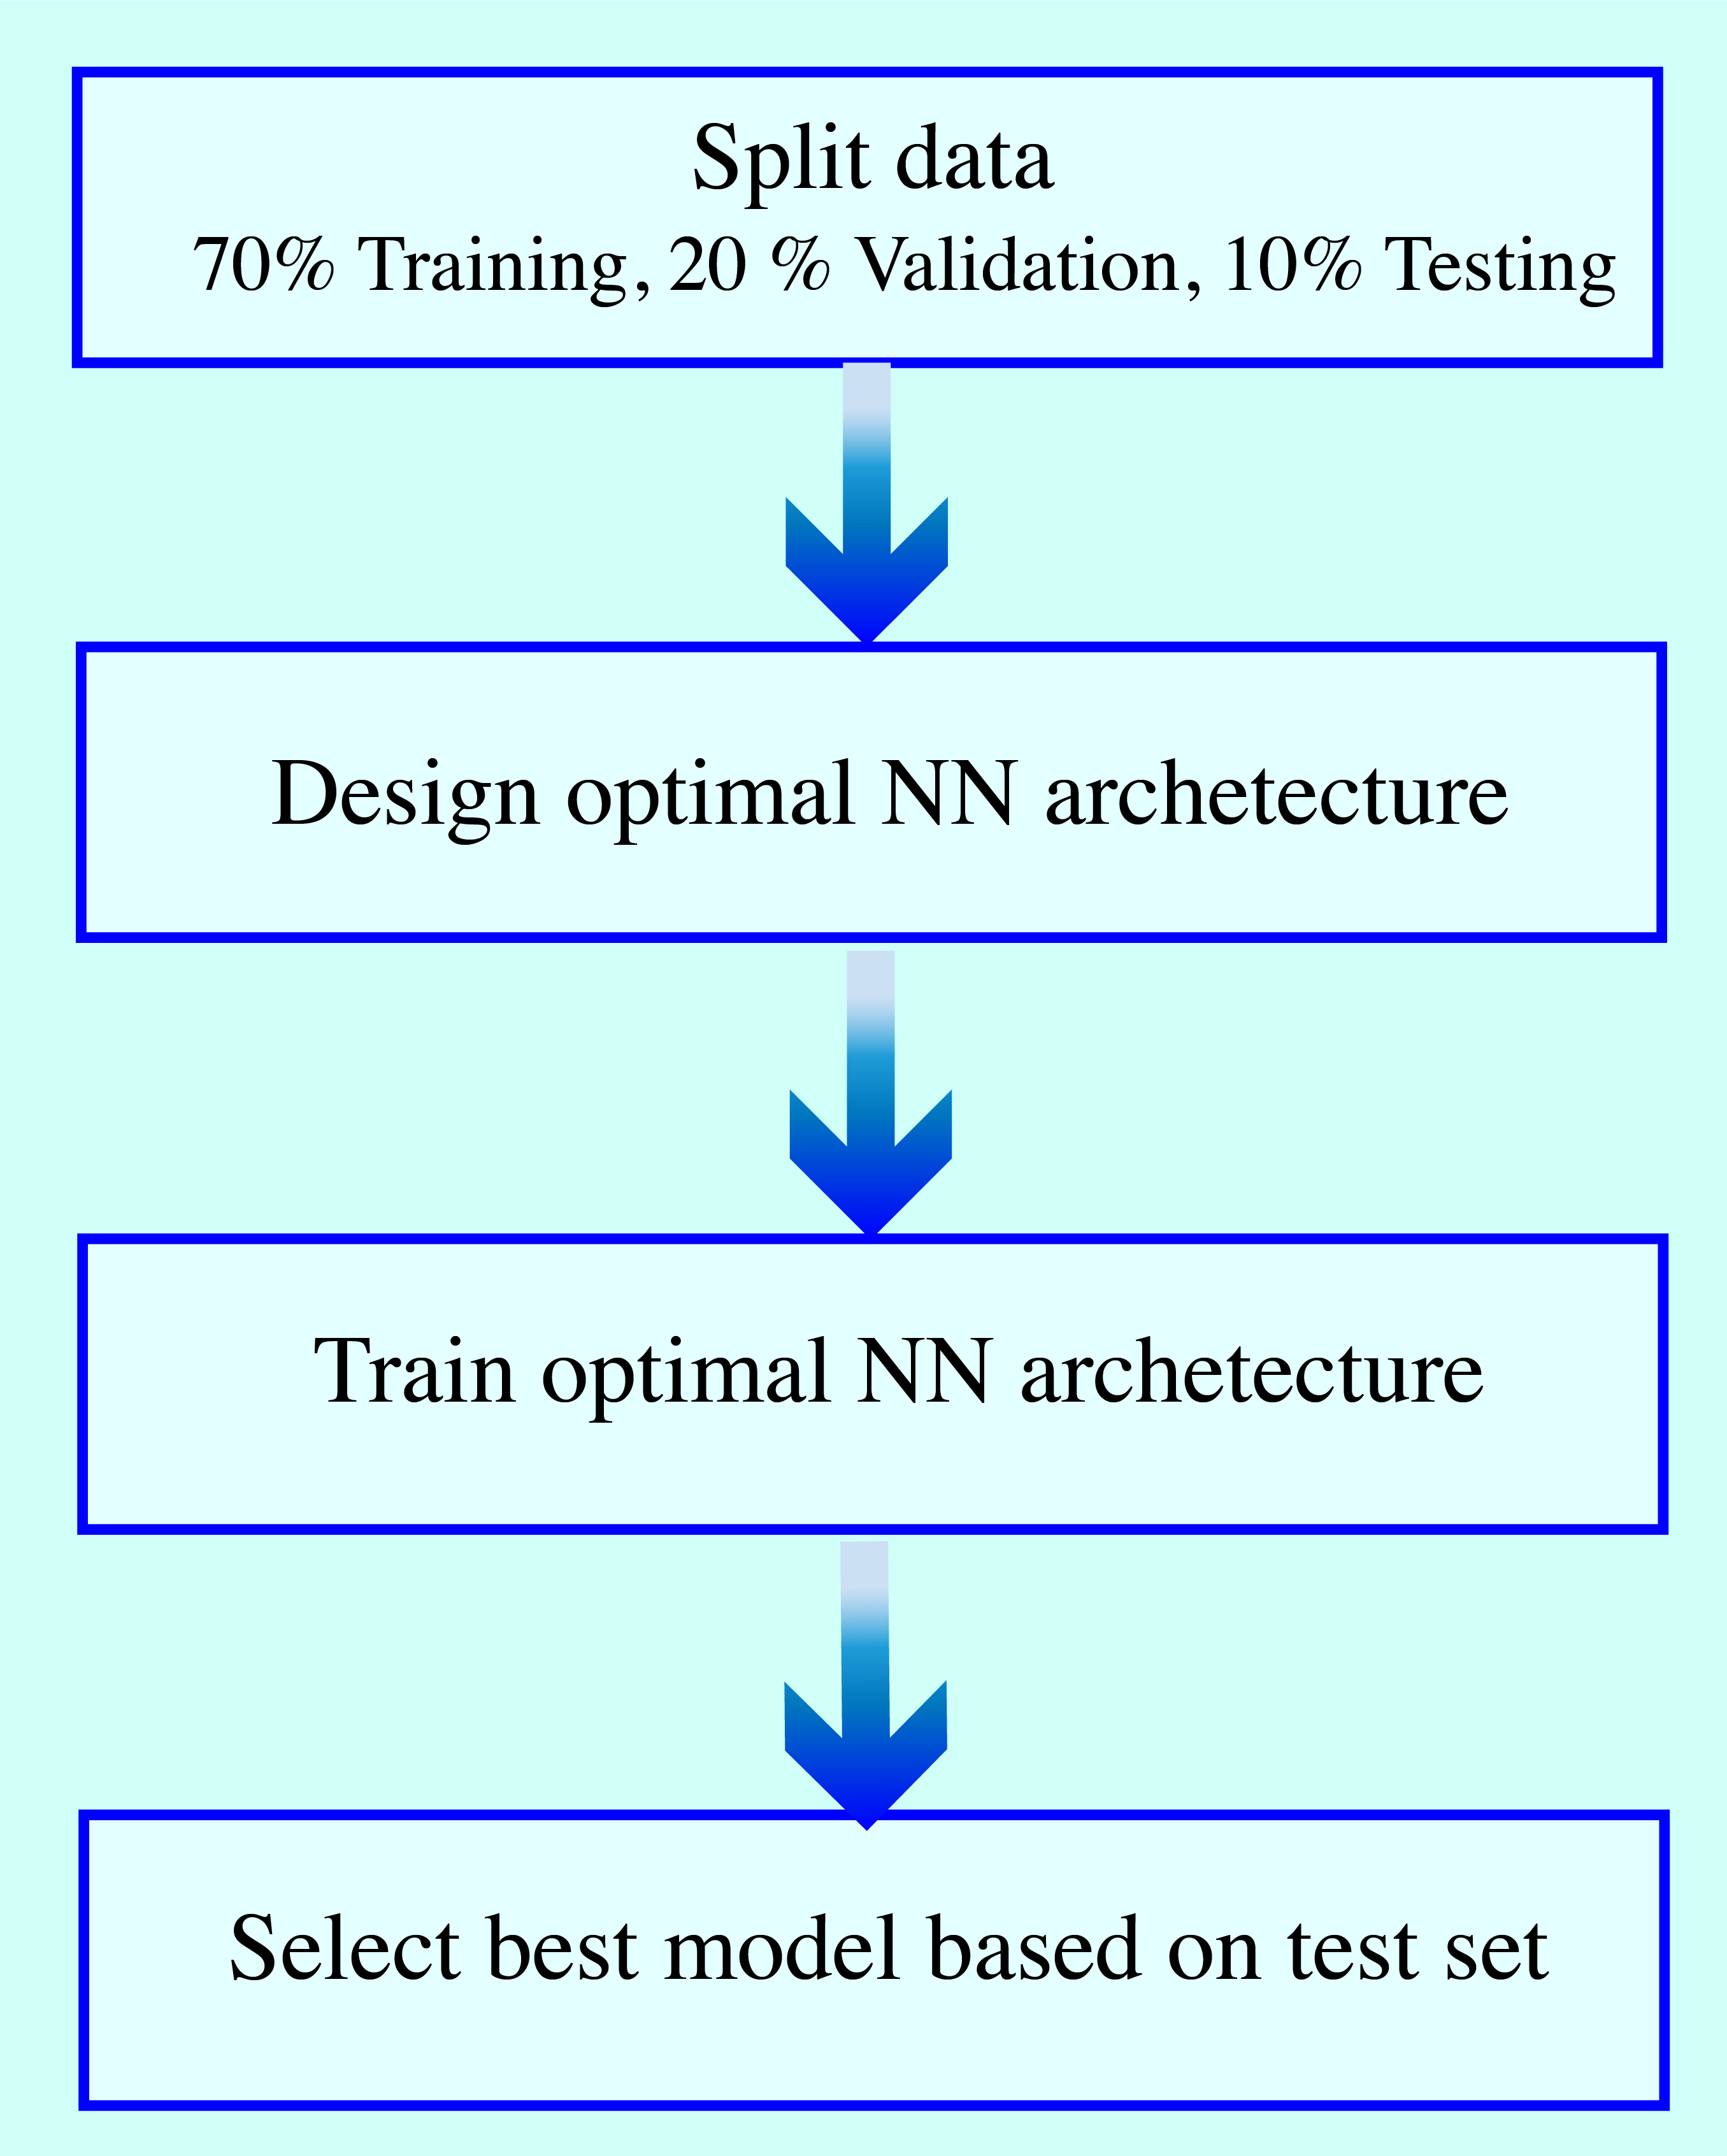 Split data
70% Training, 20 % Validation, 10% Testing
Design optimal NN archetecture
Train optimal NN archetecture
Select best model based on test set